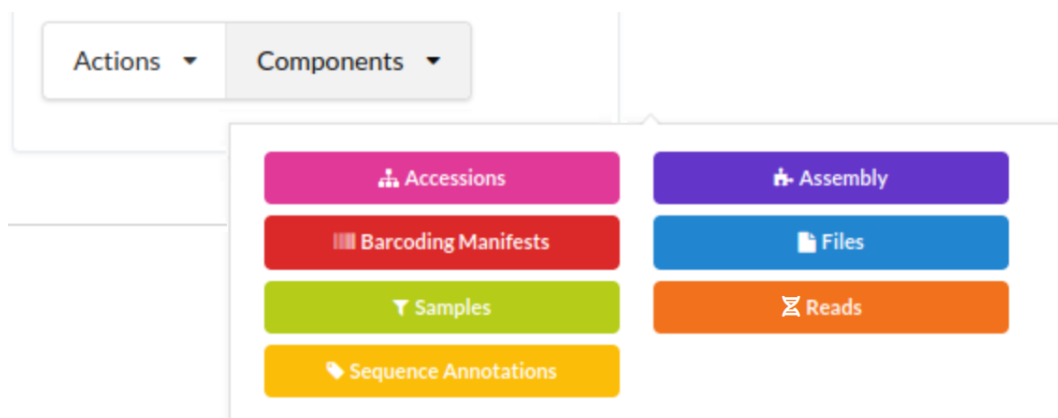 Actions Components
Accessions Assembly
Barcoding Manifests Files
Samples Reads
Sequence Annotations